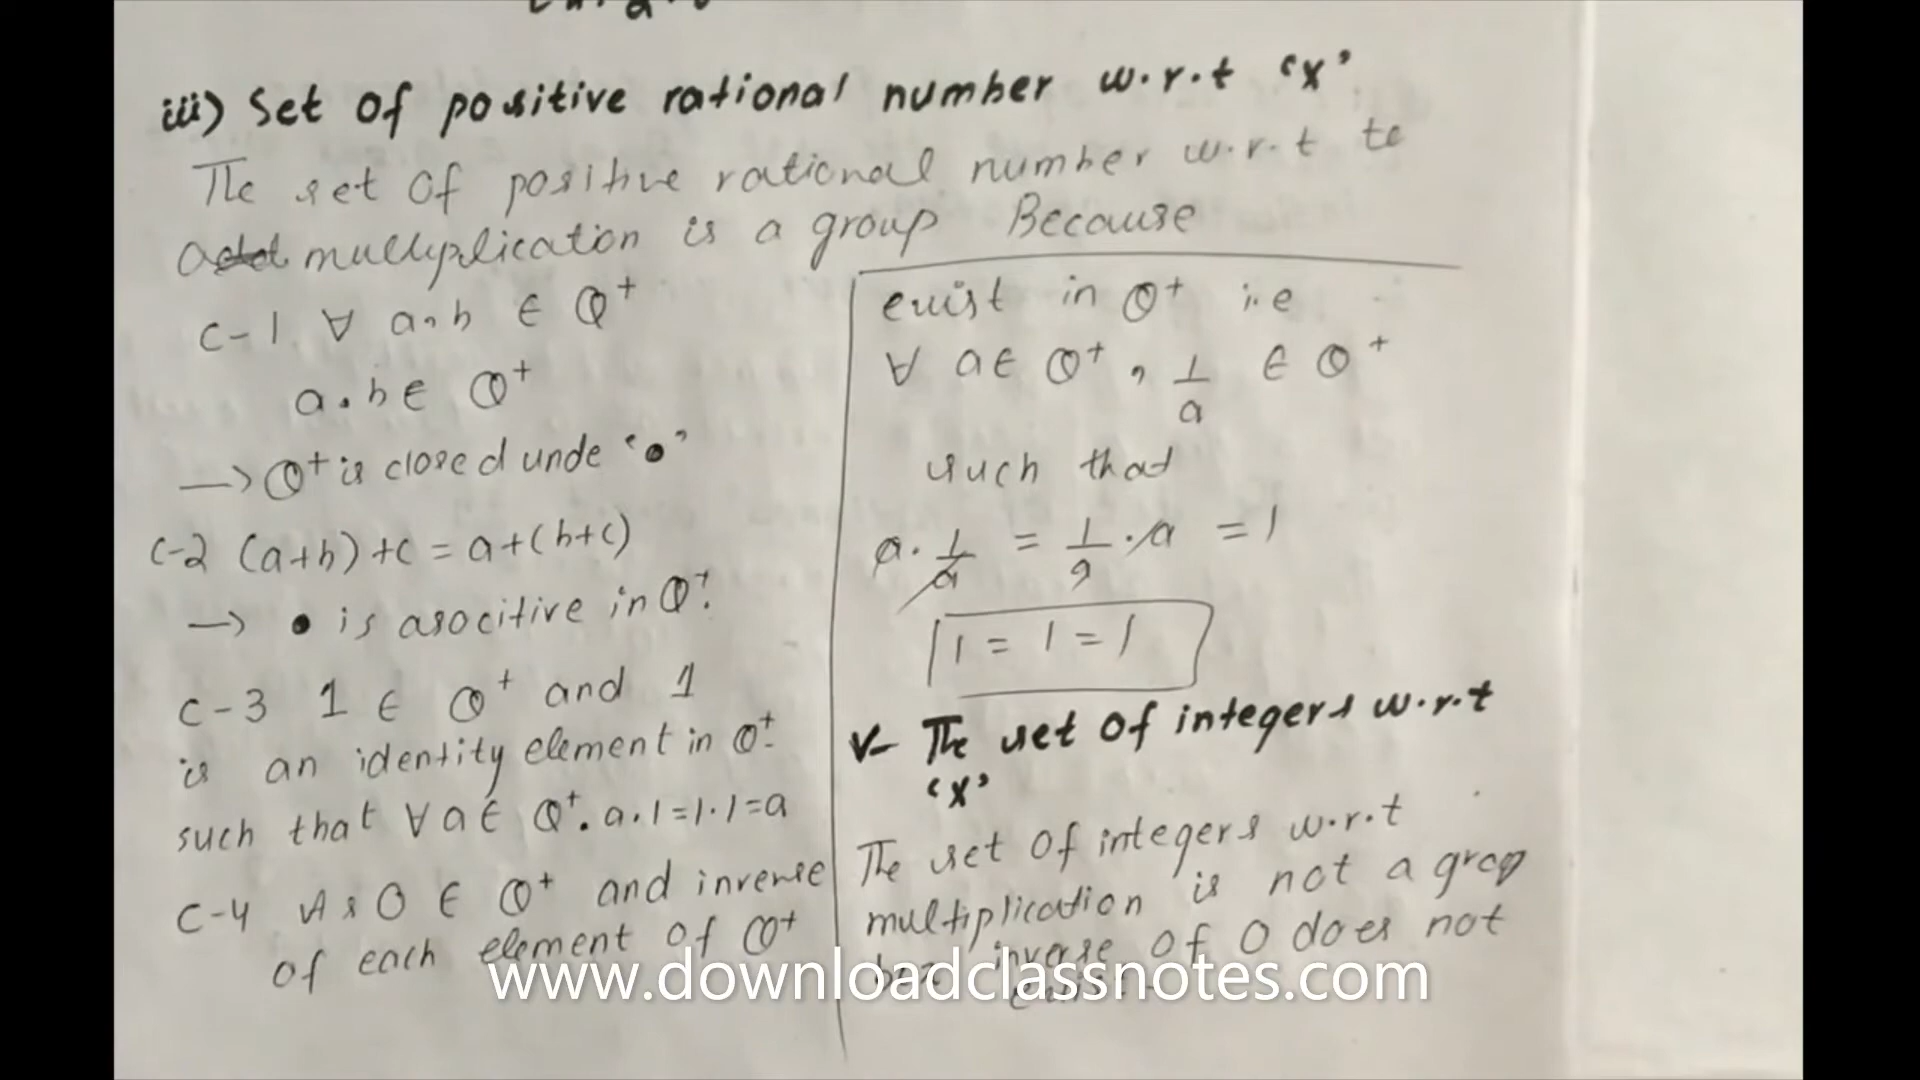 iii) Set of positive rational number w.r.t ‘x’
The set of positive rational number w.r.t to
multiplication is a group Because
C-1 ∀ a,b ∈ Q⁺
a.b ∈ Q⁺
→ Q⁺ is closed unde ‘•’
C-2 (a+b)+c = a+(b+c)
→ • is asocitive in Q⁺.
C-3 1 ∈ Q⁺ and 1
is an identity element in Q⁺
such that ∀ a ∈ Q⁺. a.1=1.1=a
C-4 As 0 ∈ Q⁺ and inverse
of each element of Q⁺
exist in Q⁺ i.e
∀ a ∈ Q⁺, 1/a ∈ Q⁺
such that
a. 1/a = 1/a . a = 1
1 = 1 = 1
V- The set of integers w.r.t
‘x’
The set of integers w.r.t
multiplication is not a grop
inverse of 0 does not
www.downloadclassnotes.com